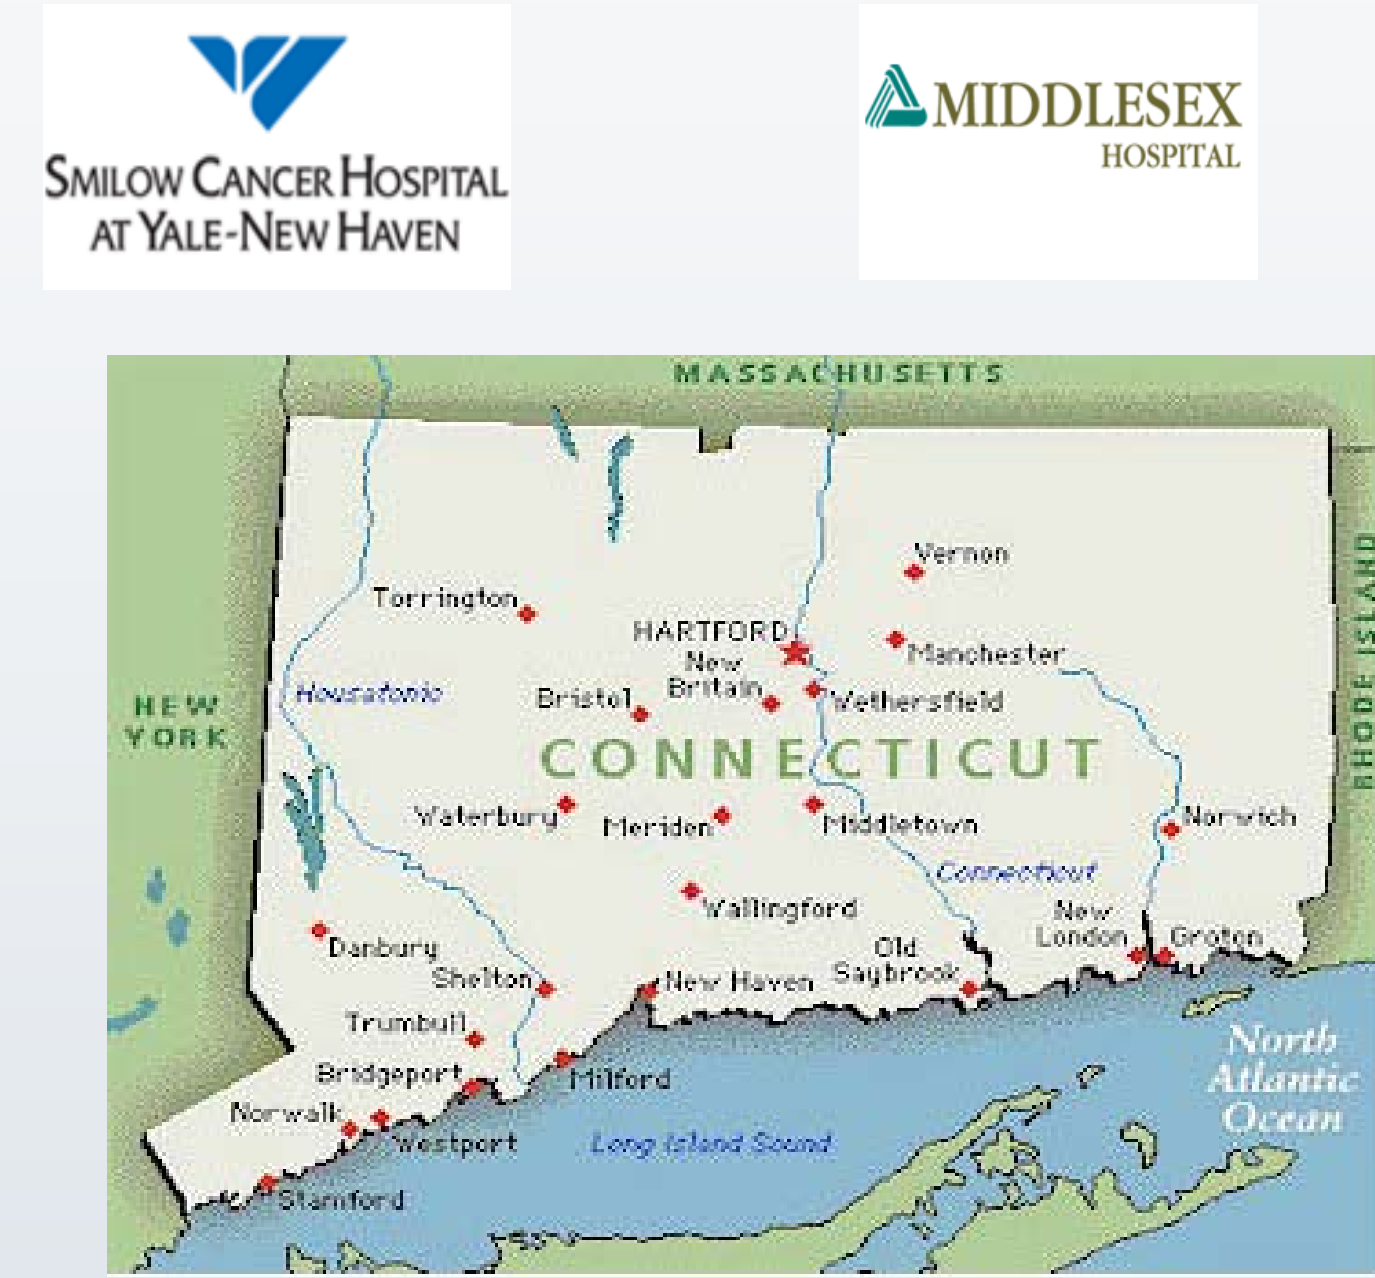 SMILOW CANCER HOSPITAL
AT YALE-NEW HAVEN
MIDDLESEX
HOSPITAL
MASSACHUSETTS
Vernon
Torrington
HARTFORD
Manchester
New
Britain
Housatonic
Bristol
Wethersfield
NEW
YORK
RHODE ISLAND
CONNECTICUT
Waterbury
Meriden
Middletown
Norwich
Connecticut
Wallingford
New
London
Groton
Danbury
Old
Saybrook
Shelton
New Haven
Trumbull
North
Atlantic
Ocean
Bridgeport
Milford
Norwalk
Westport
Long Island Sound
Stamford